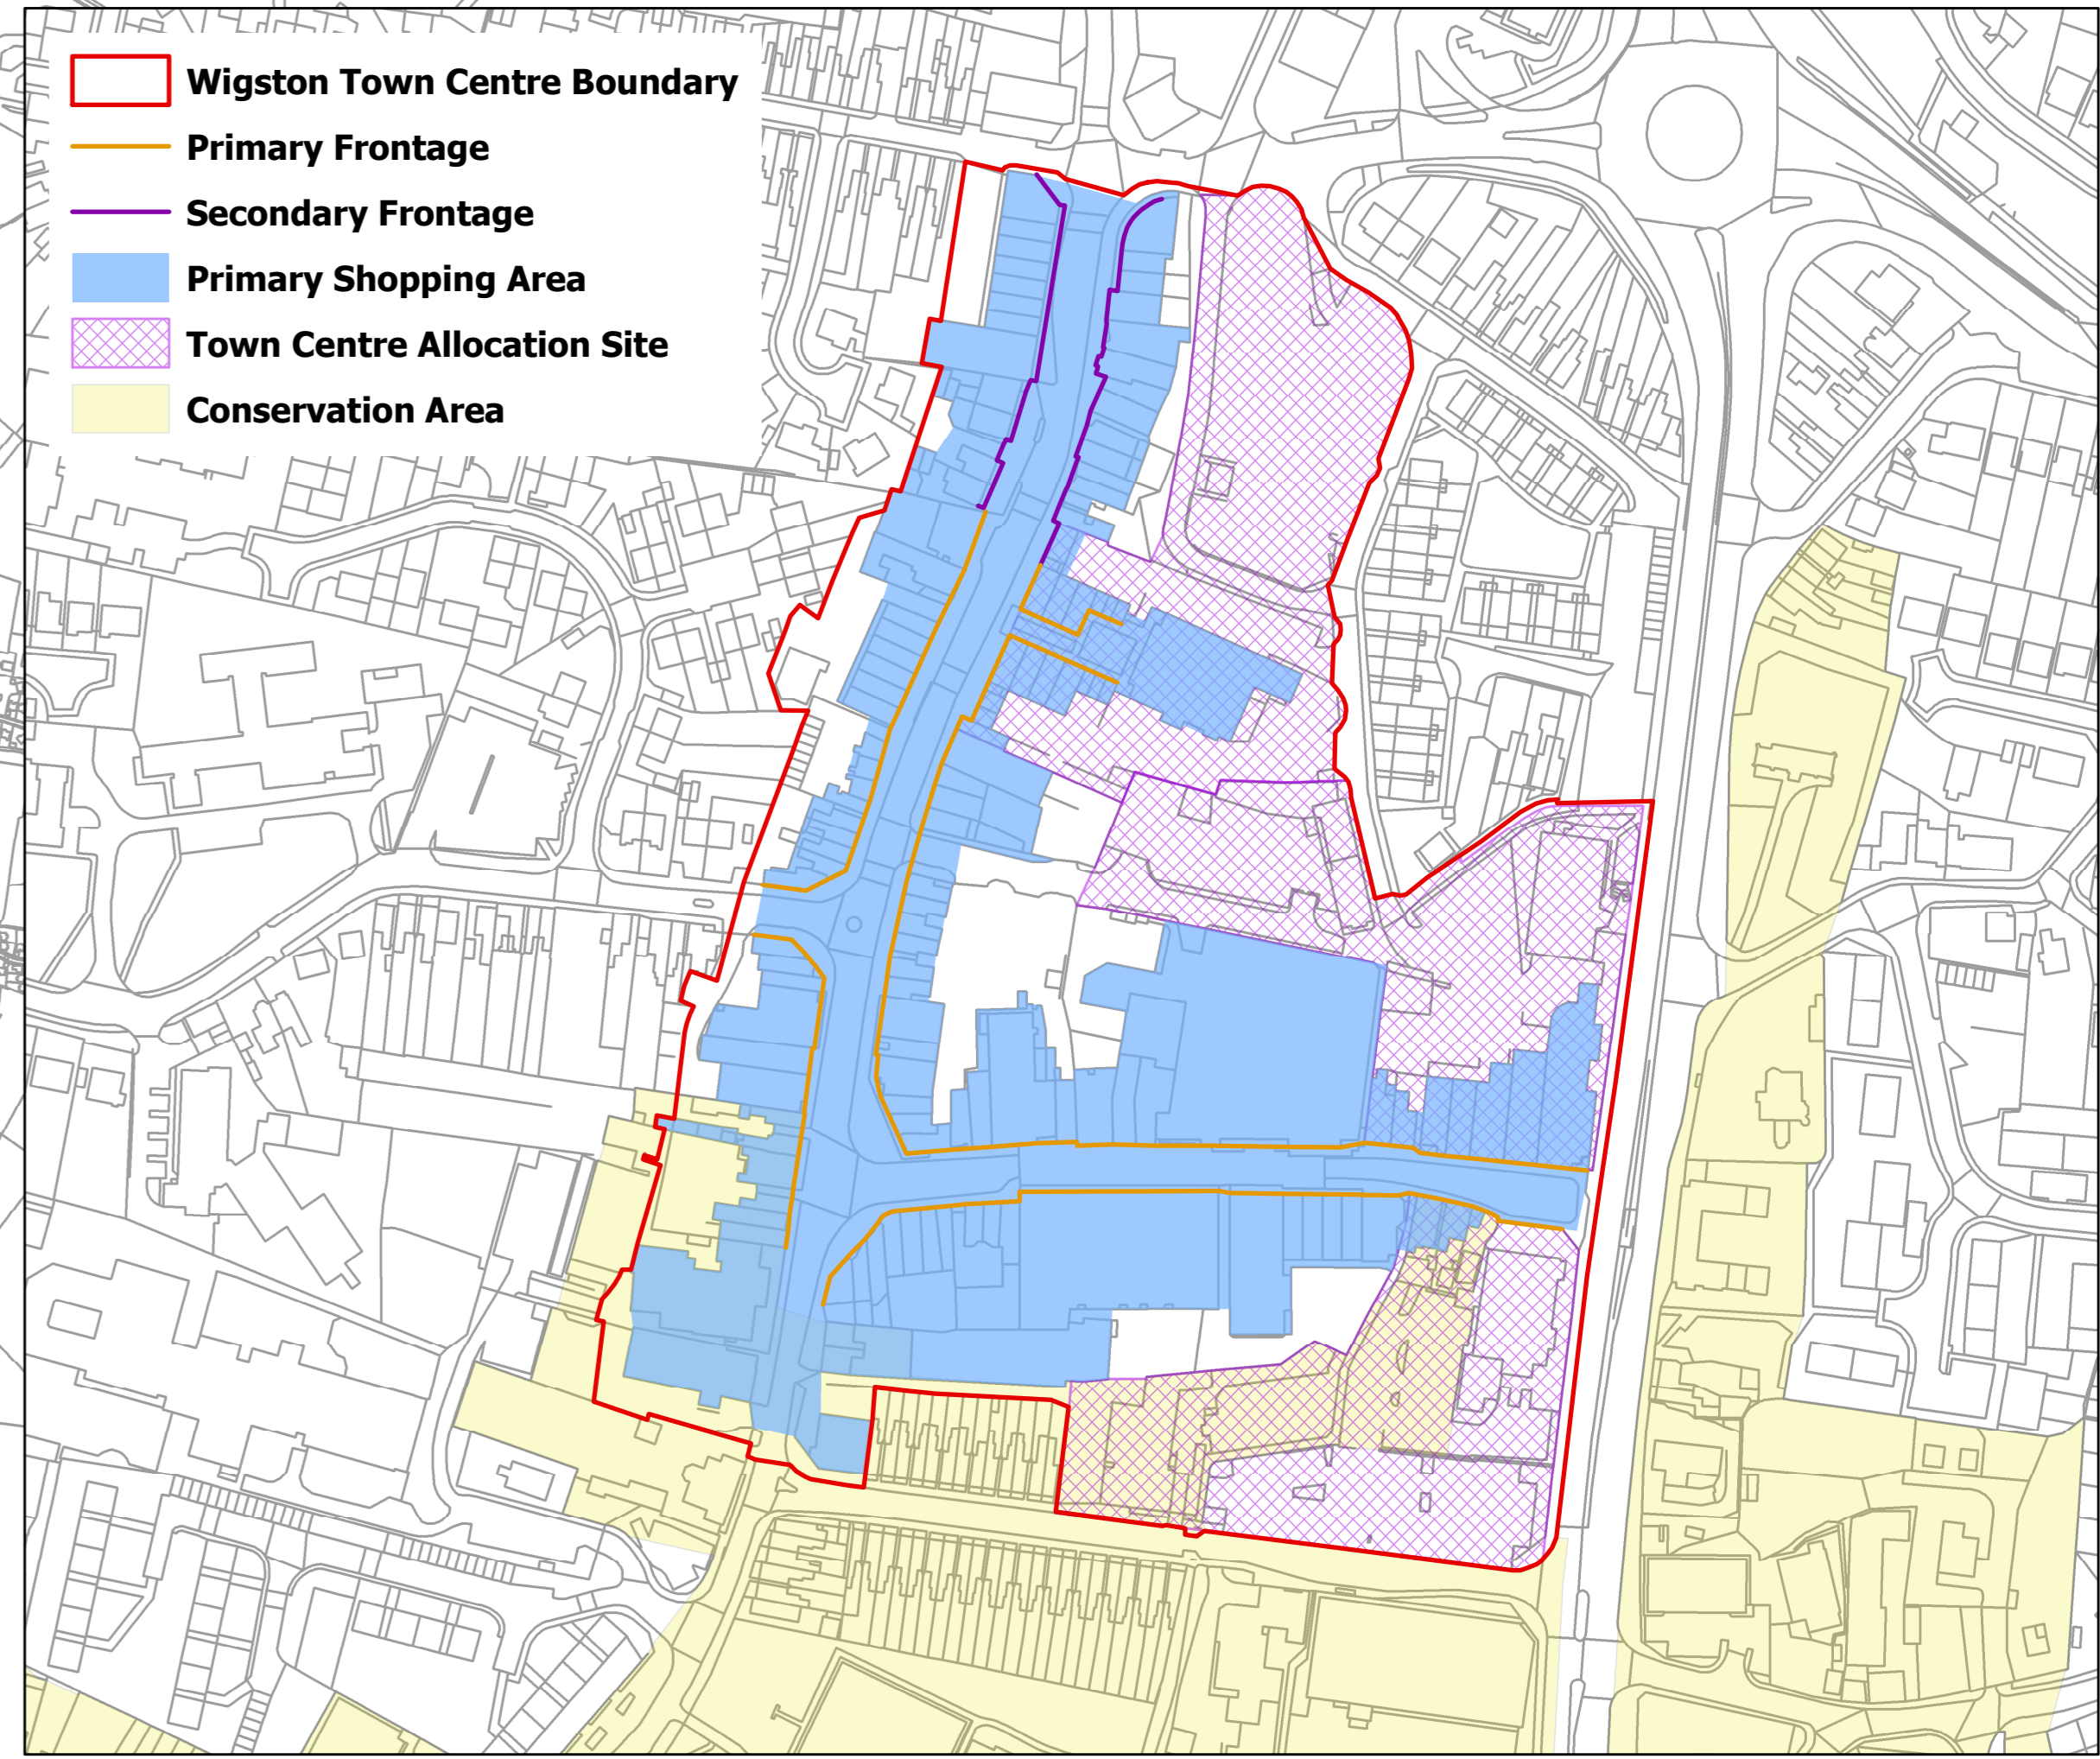 Wigston Town Centre Boundary
Primary Frontage
Secondary Frontage
Primary Shopping Area
Town Centre Allocation Site
Conservation Area